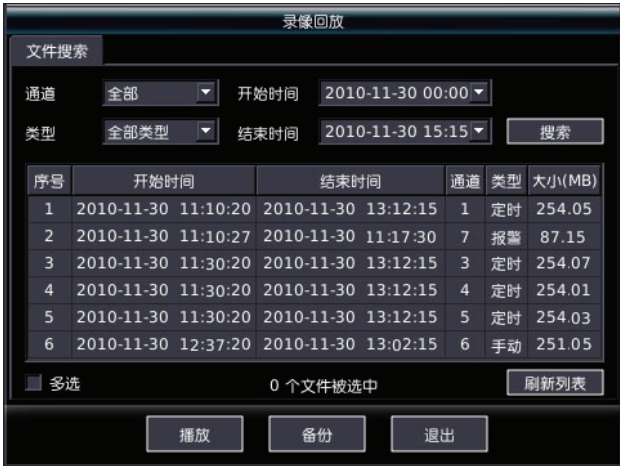 录像回放
文件搜索
通道 全部 开始时间 2010-11-30 00:00
类型 全部类型 结束时间 2010-11-30 15:15 搜索
序号 开始时间 结束时间 通道 类型 大小(MB)
1 2010-11-30 11:10:20 2010-11-30 13:12:15 1 定时 254.05
2 2010-11-30 11:10:27 2010-11-30 11:17:30 7 报警 87.15
3 2010-11-30 11:30:20 2010-11-30 13:12:15 3 定时 254.07
4 2010-11-30 11:30:20 2010-11-30 13:12:15 4 定时 254.01
5 2010-11-30 11:30:20 2010-11-30 13:12:15 5 定时 254.03
6 2010-11-30 12:37:20 2010-11-30 13:02:15 6 手动 251.05
多选 0 个文件被选中 刷新列表
播放 备份 退出